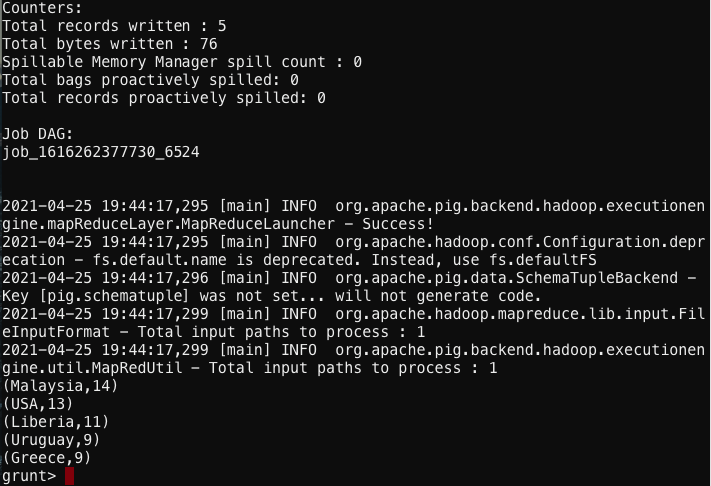 Counters:
Total records written : 5
Total bytes written : 76
Spillable Memory Manager spill count : 0
Total bags proactively spilled: 0
Total records proactively spilled: 0
Job DAG:
job_1616262377730_6524
2021-04-25 19:44:17,295 [main] INFO  org.apache.pig.backend.hadoop.executionen
gine.mapReduceLayer.MapReduceLauncher - Success!
2021-04-25 19:44:17,295 [main] INFO  org.apache.hadoop.conf.Configuration.depr
ecation - fs.default.name is deprecated. Instead, use fs.defaultFS
2021-04-25 19:44:17,296 [main] INFO  org.apache.pig.data.SchemaTupleBackend -
Key [pig.schematuple] was not set... will not generate code.
2021-04-25 19:44:17,299 [main] INFO  org.apache.hadoop.mapreduce.lib.input.Fil
eInputFormat - Total input paths to process : 1
2021-04-25 19:44:17,299 [main] INFO  org.apache.pig.backend.hadoop.executionen
gine.util.MapRedUtil - Total input paths to process : 1
(Malaysia,14)
(USA,13)
(Liberia,11)
(Uruguay,9)
(Greece,9)
grunt>